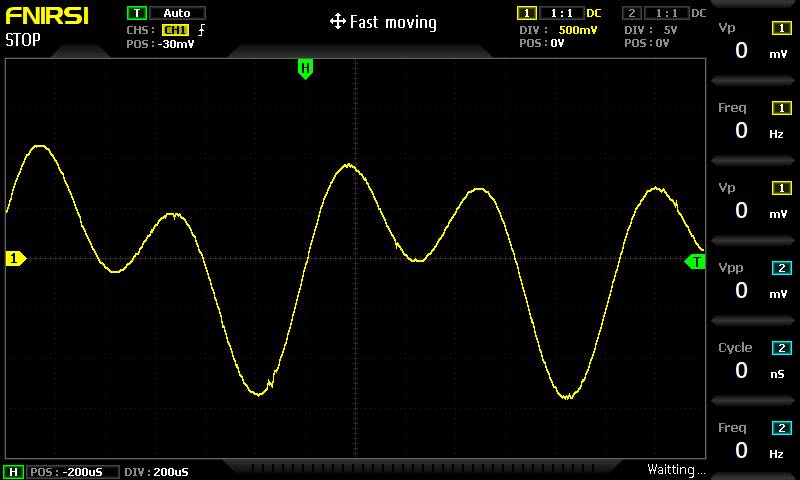 FNIRSI
STOP
T Auto
CHS: CH1
POS: -30mV
Fast moving
1 1:1 DC
DIV: 500mV
POS: 0V
2 1:1 DC
DIV: 5V
POS: 0V
H
1
T
Vp 1
0 mV
Freq 1
0 Hz
Vp 1
0 mV
Vpp 2
0 mV
Cycle 2
0 nS
Freq 2
0 Hz
H POS: -200uS DIV: 200uS
Waitting...